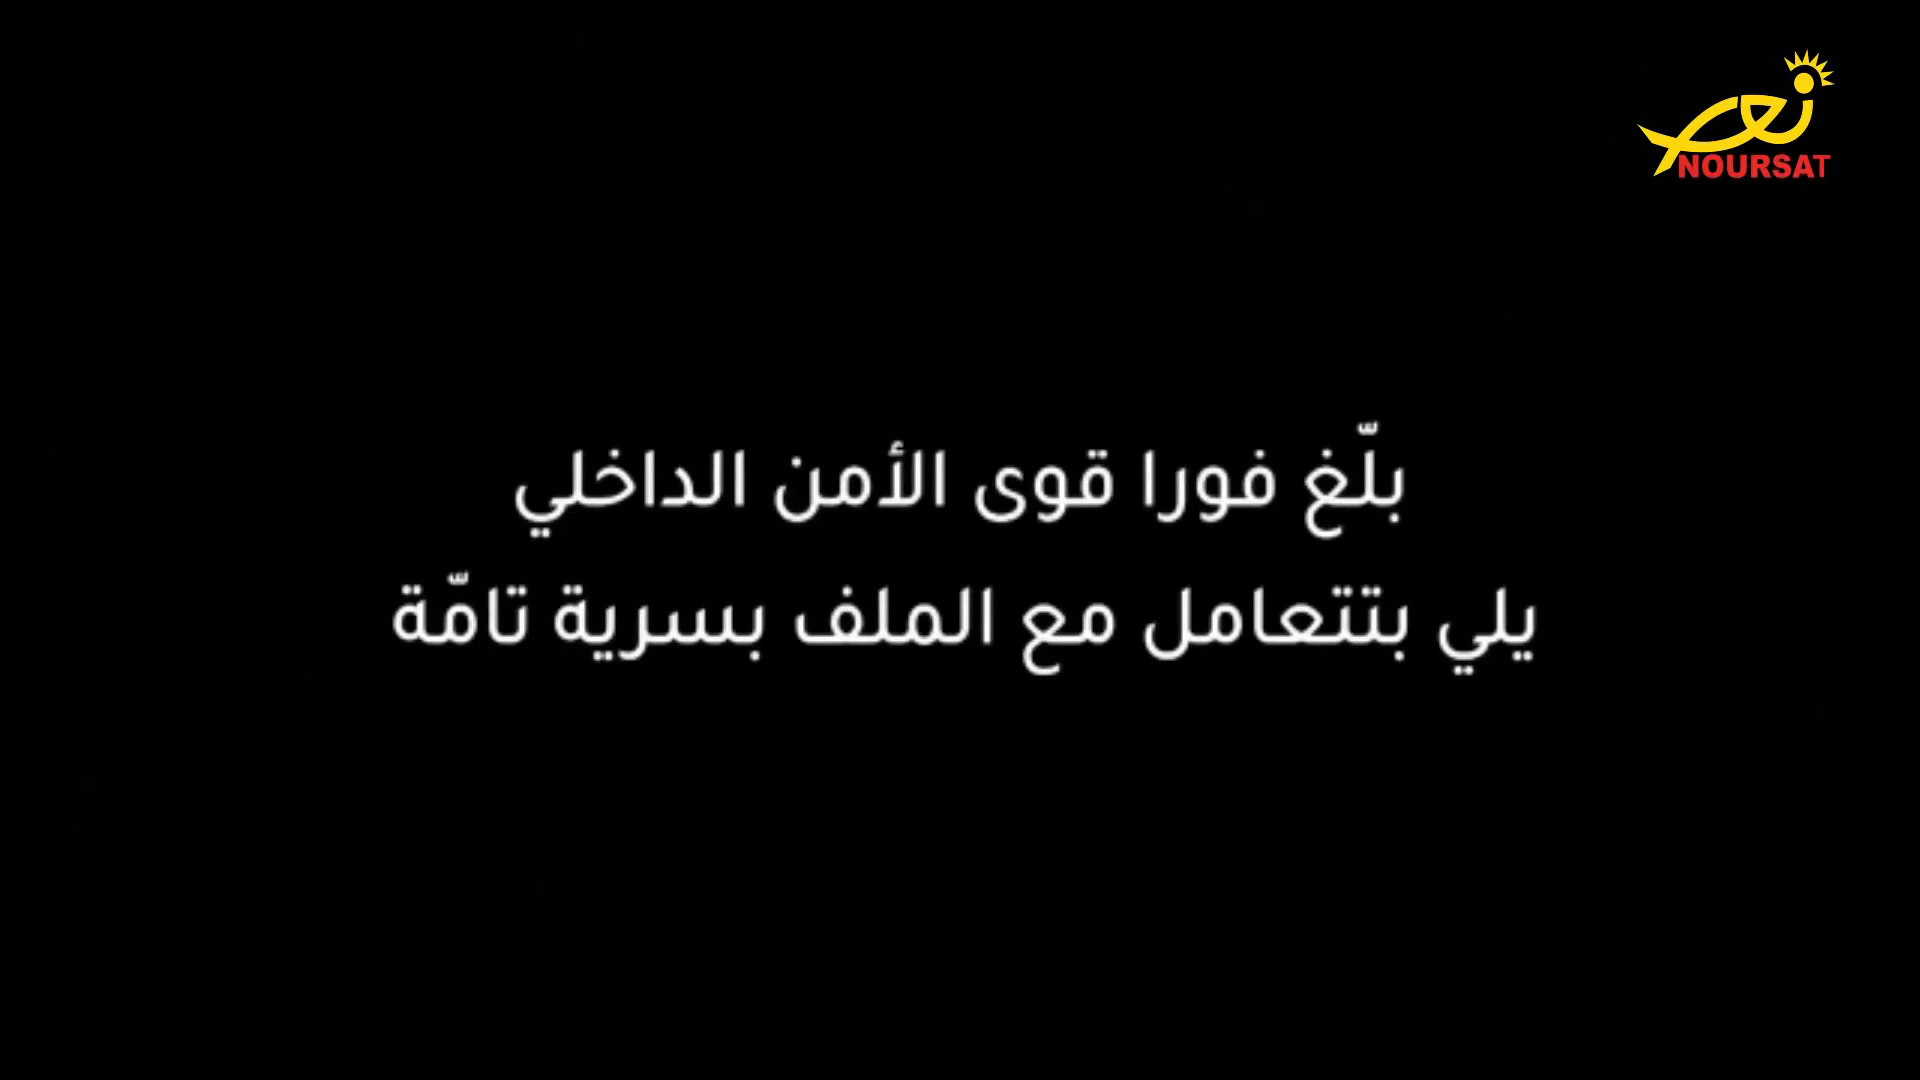 NOURSAT
بلّغ فورا قوى الأمن الداخلي
يلي بتتعامل مع الملف بسرية تامّة